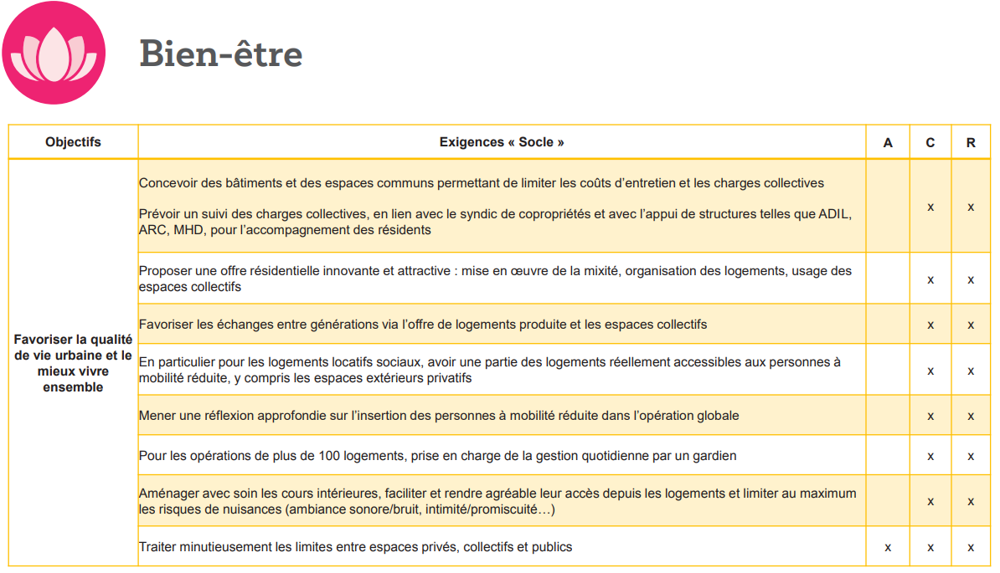 Bien-être
Objectifs
Exigences « Socle »
A
C
R
Favoriser la qualité
de vie urbaine et le
mieux vivre
ensemble
Concevoir des bâtiments et des espaces communs permettant de limiter les coûts d’entretien et les charges collectives
Prévoir un suivi des charges collectives, en lien avec le syndic de copropriétés et avec l’appui de structures telles que ADIL,
ARC, MHD, pour l’accompagnement des résidents
x
x
Proposer une offre résidentielle innovante et attractive : mise en œuvre de la mixité, organisation des logements, usage des
espaces collectifs
x
x
Favoriser les échanges entre générations via l’offre de logements produite et les espaces collectifs
x
x
En particulier pour les logements locatifs sociaux, avoir une partie des logements réellement accessibles aux personnes à
mobilité réduite, y compris les espaces extérieurs privatifs
x
x
Mener une réflexion approfondie sur l’insertion des personnes à mobilité réduite dans l’opération globale
x
x
Pour les opérations de plus de 100 logements, prise en charge de la gestion quotidienne par un gardien
x
x
Aménager avec soin les cours intérieures, faciliter et rendre agréable leur accès depuis les logements et limiter au maximum
les risques de nuisances (ambiance sonore/bruit, intimité/promiscuité…)
x
x
Traiter minutieusement les limites entre espaces privés, collectifs et publics
x
x
x